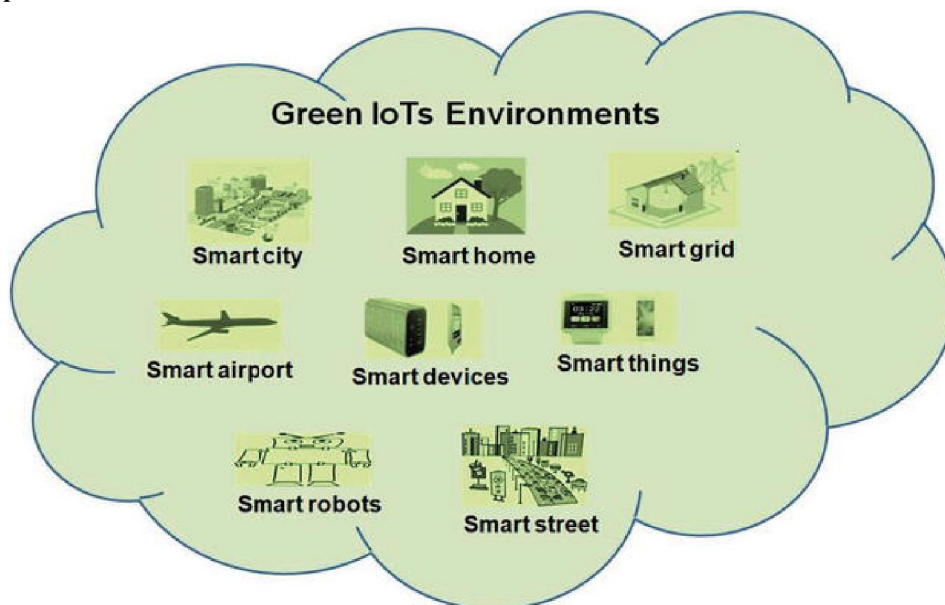 Green IoTs Environments
Smart city
Smart home
Smart grid
Smart airport
Smart devices
Smart things
Smart robots
Smart street